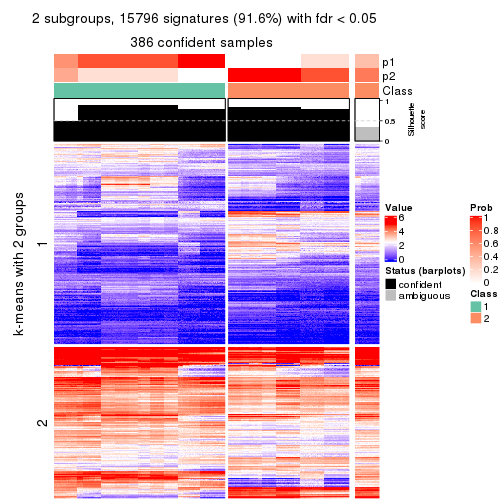 2 subgroups, 15796 signatures (91.6%) with fdr < 0.05
386 confident samples
p1
p2
Class
1
0.5
0
Silhouette
score
k-means with 2 groups
1
2
Value
6
4
2
0
Status (barplots)
confident
ambiguous
Prob
1
0.8
0.6
0.4
0.2
0
Class
1
2